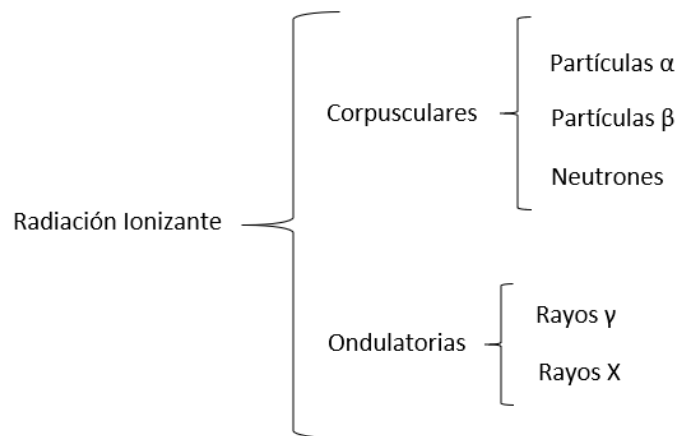 Radiación Ionizante
Corpusculares
Partículas α
Partículas β
Neutrones
Ondulatorias
Rayos γ
Rayos X